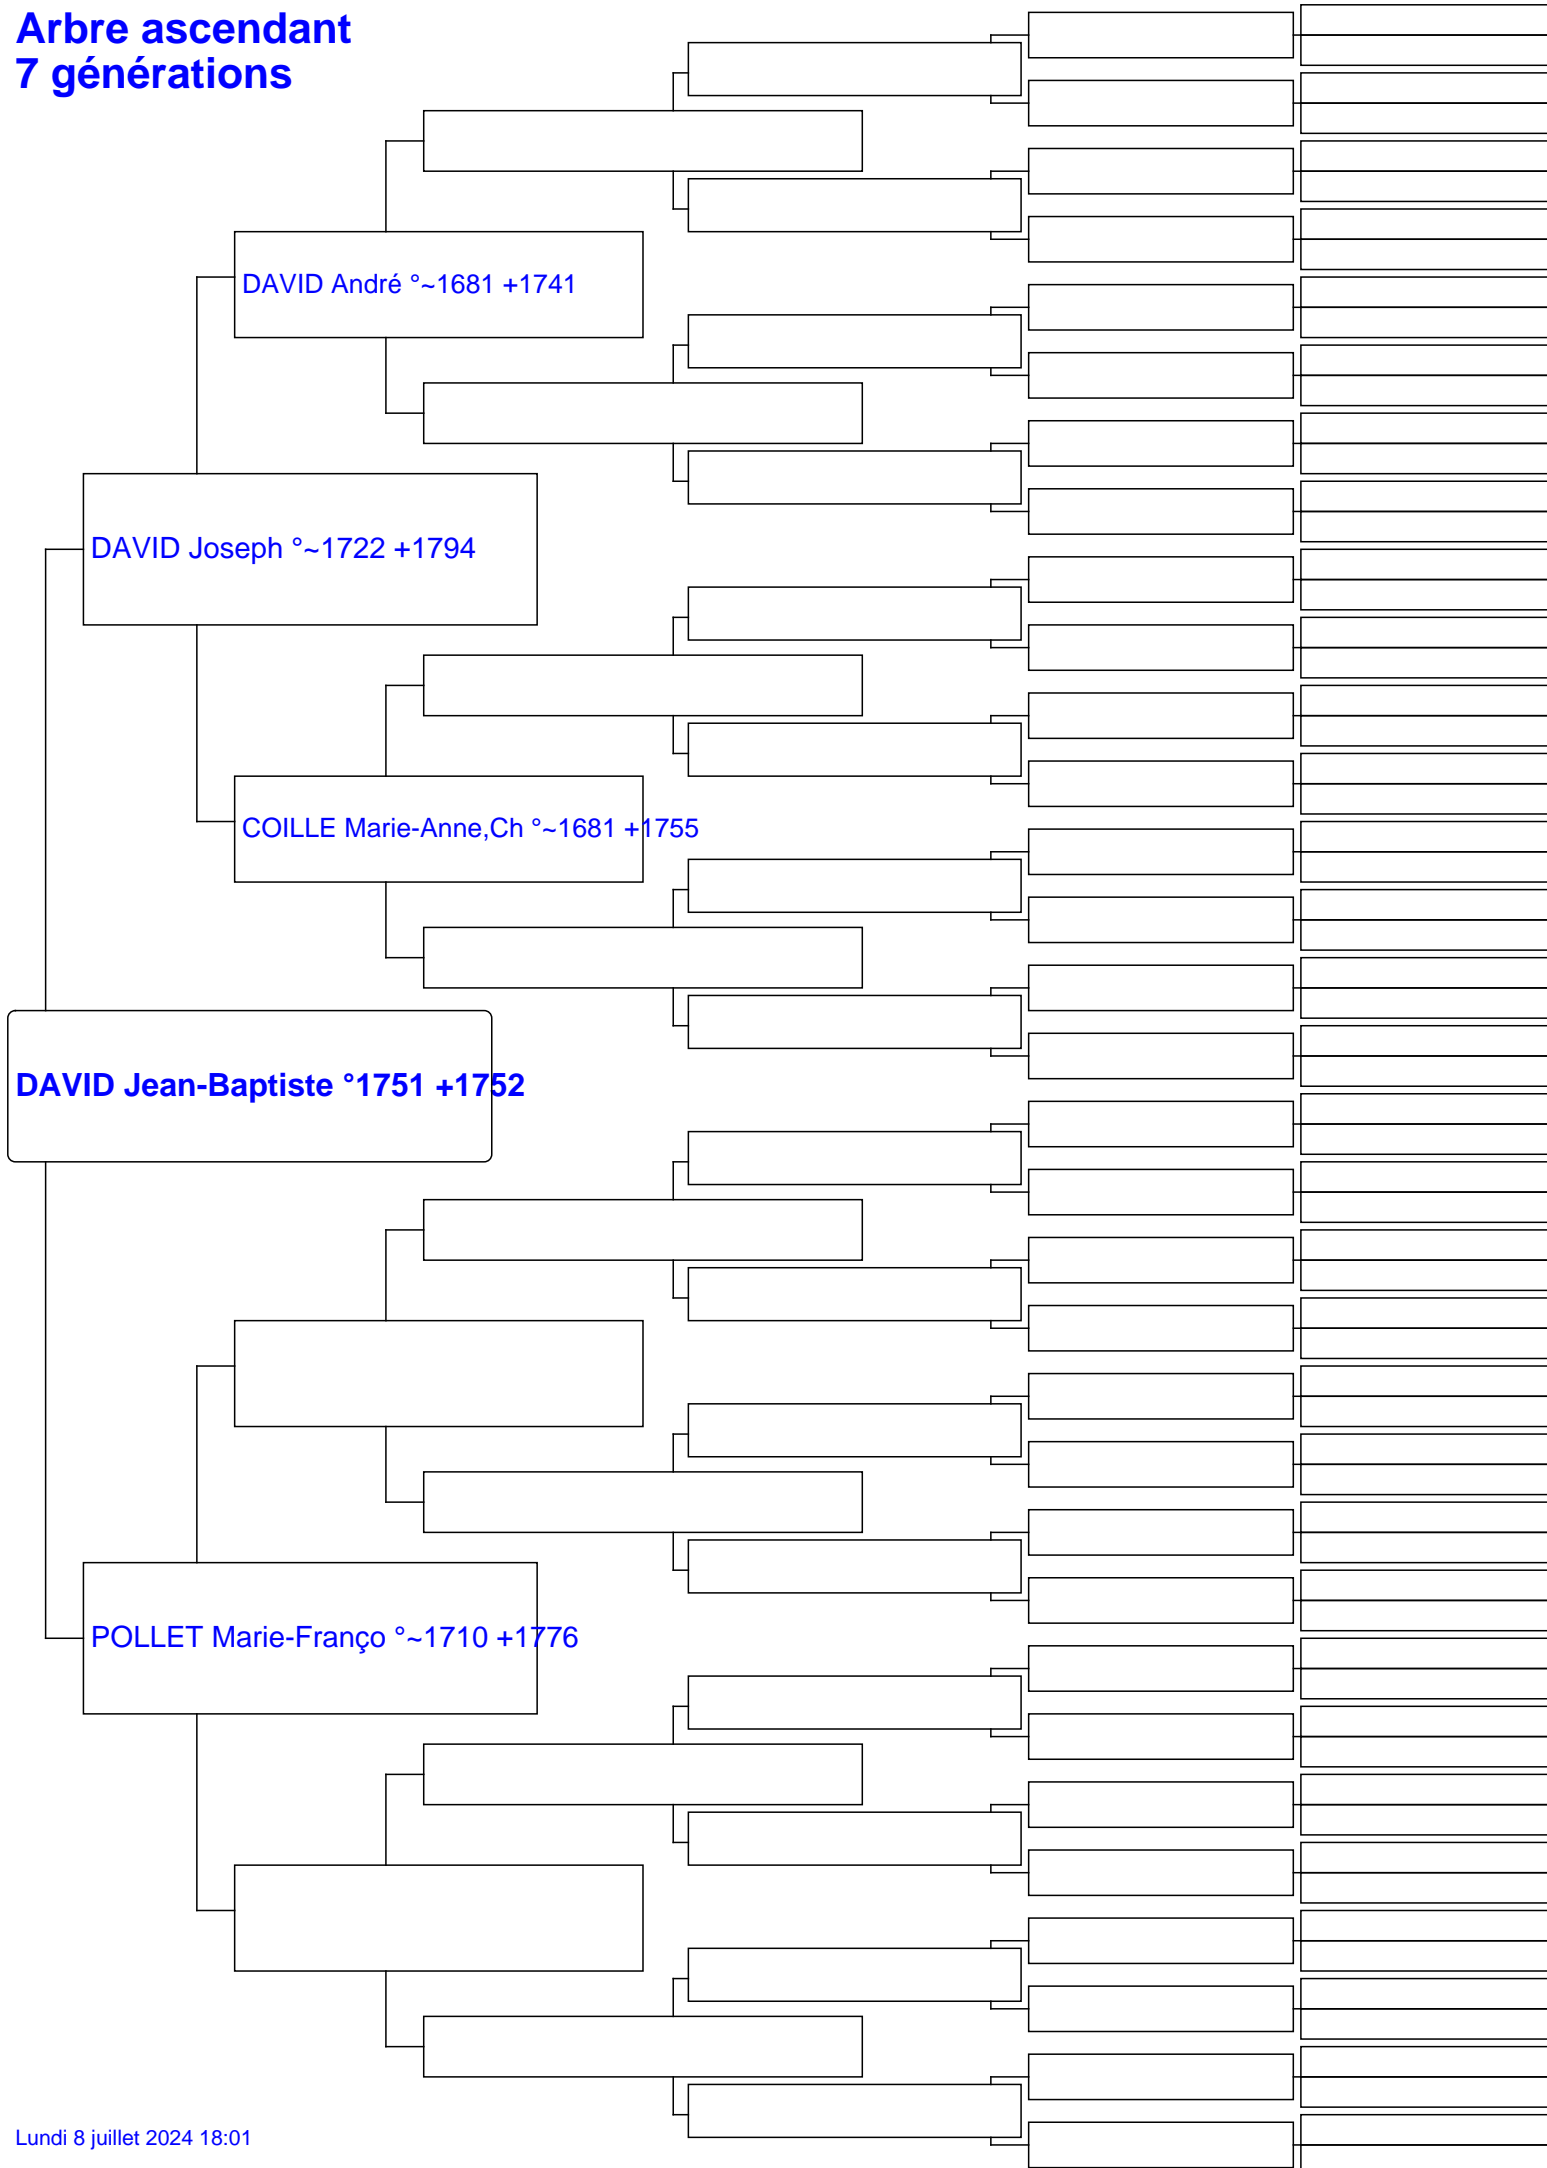 Arbre ascendant
7 générations
DAVID André °~1681 +1741
DAVID Joseph °~1722 +1794
COILLE Marie-Anne,Ch °~1681 +1755
DAVID Jean-Baptiste °1751 +1752
POLLET Marie-Franço °~1710 +1776
Lundi 8 juillet 2024 18:01